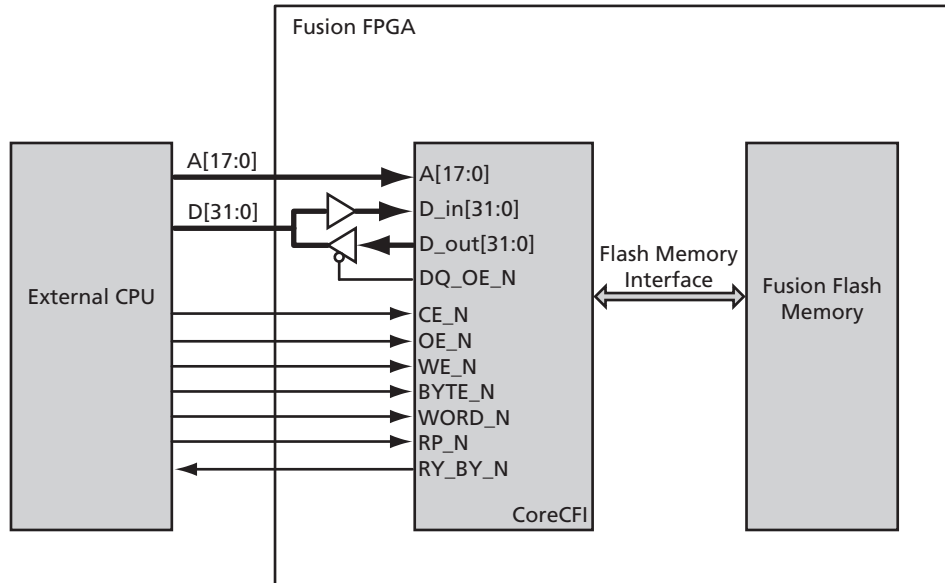 Fusion FPGA
A[17:0]
D[31:0]
External CPU
A[17:0]
D_in[31:0]
D_out[31:0]
DQ_OE_N
CE_N
OE_N
WE_N
BYTE_N
WORD_N
RP_N
RY_BY_N
CoreCFI
Flash Memory
Interface
Fusion Flash
Memory